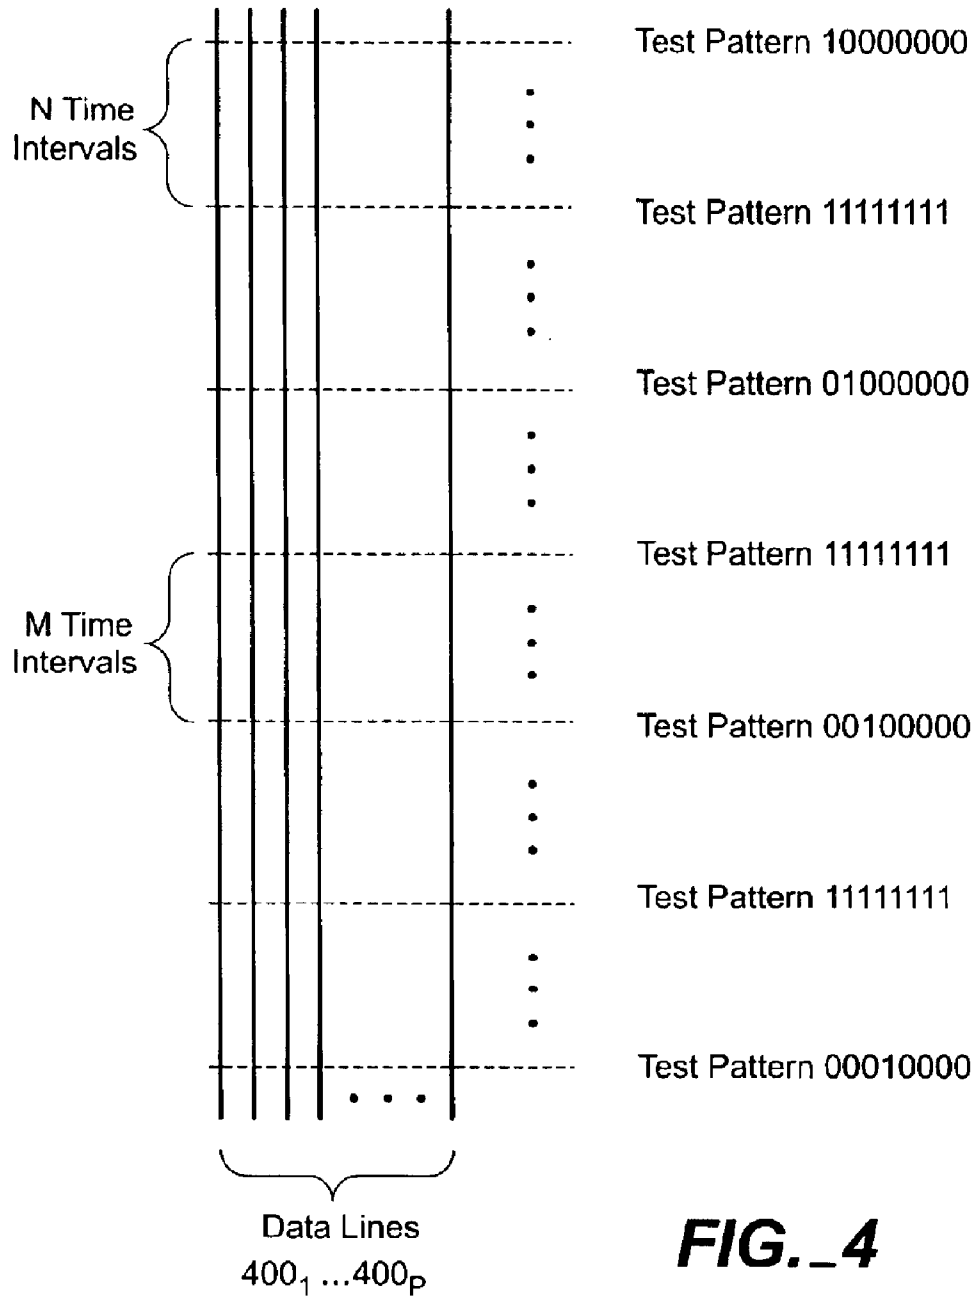 Test Pattern 10000000
N Time
Intervals
Test Pattern 11111111
Test Pattern 01000000
Test Pattern 11111111
M Time
Intervals
Test Pattern 00100000
Test Pattern 11111111
Test Pattern 00010000
Data Lines
400₁ ...400ₚ
FIG._4